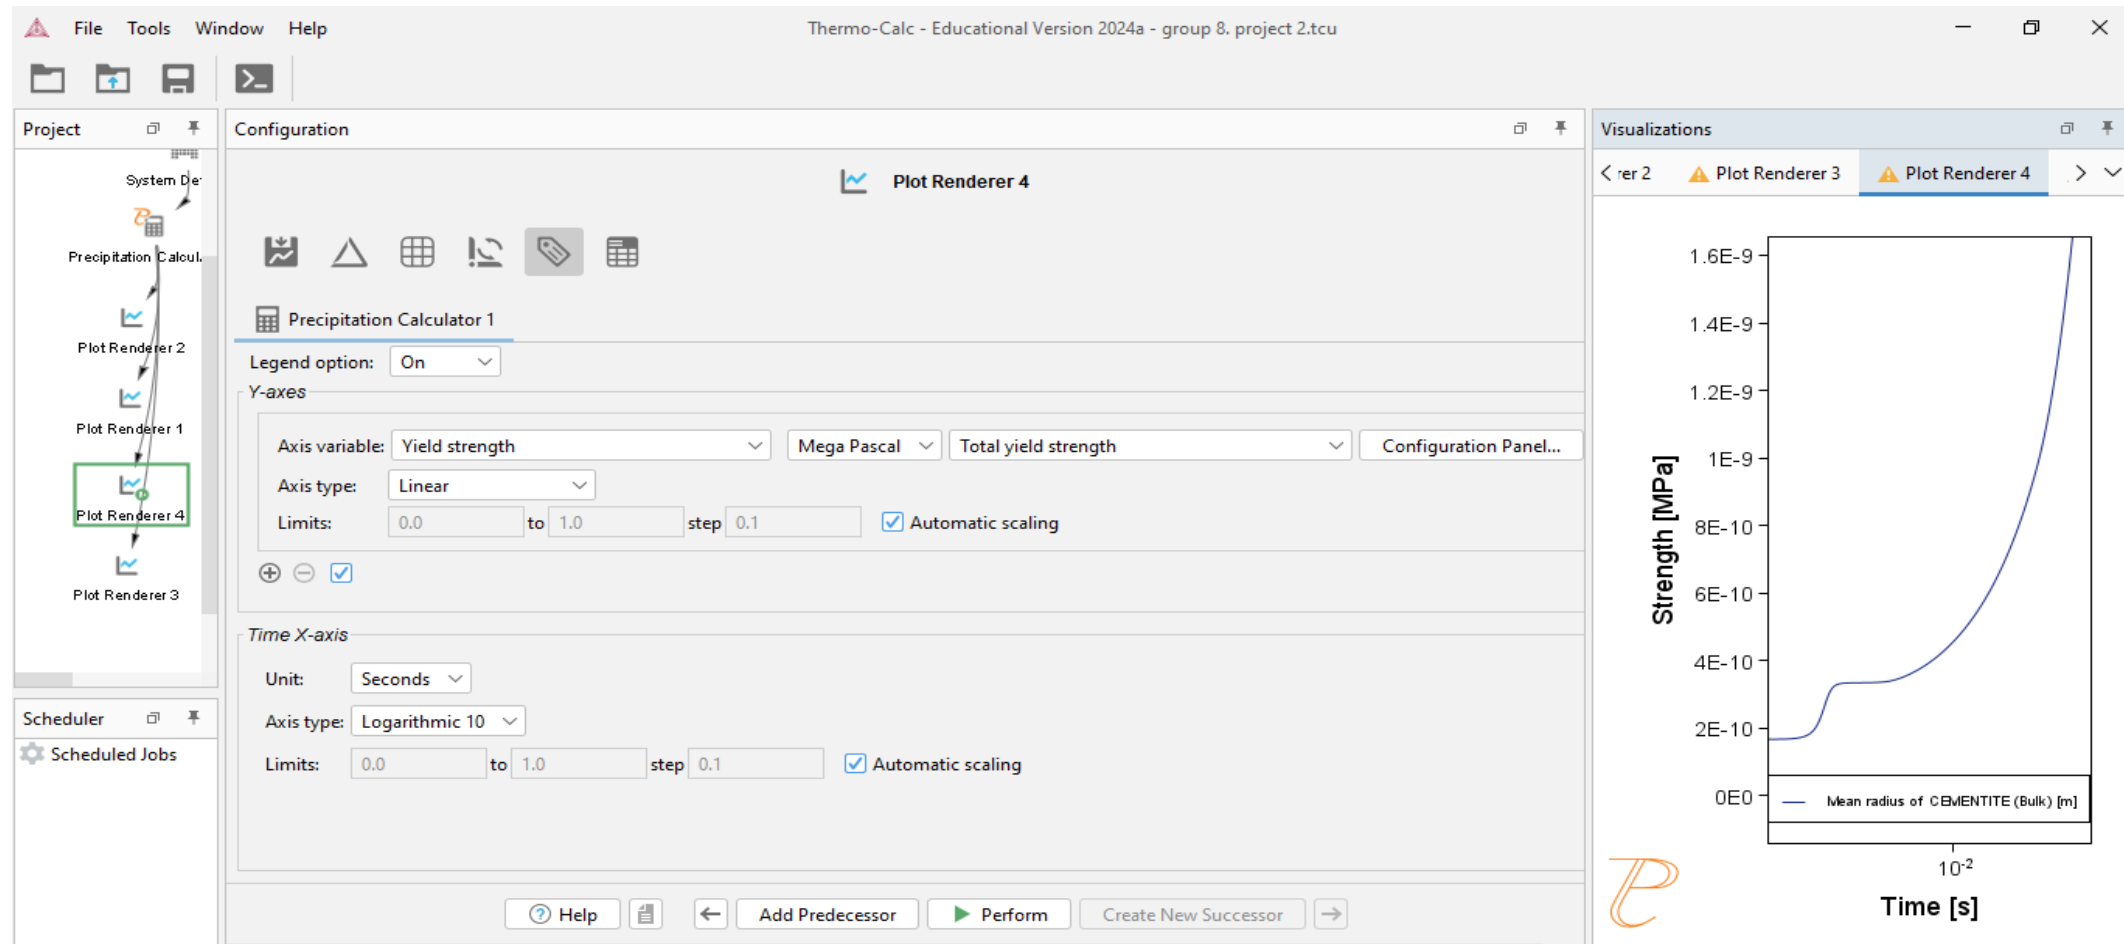 File Tools Window Help
Thermo-Calc - Educational Version 2024a - group 8. project 2.tcu
Project
System De
Precipitation Calcul.
Plot Renderer 2
Plot Renderer 1
Plot Renderer 4
Plot Renderer 3
Scheduler
Scheduled Jobs
Configuration
Plot Renderer 4
Precipitation Calculator 1
Legend option: On
Y-axes
Axis variable: Yield strength Mega Pascal Total yield strength Configuration Panel...
Axis type: Linear
Limits: 0.0 to 1.0 step 0.1 Automatic scaling
Time X-axis
Unit: Seconds
Axis type: Logarithmic 10
Limits: 0.0 to 1.0 step 0.1 Automatic scaling
Help Add Predecessor Perform Create New Successor
Visualizations
rer 2 Plot Renderer 3 Plot Renderer 4
1.6E-9
1.4E-9
1.2E-9
1E-9
8E-10
6E-10
4E-10
2E-10
0E0
Strength [MPa]
Mean radius of CEMENTITE (Bulk) [m]
10⁻²
Time [s]